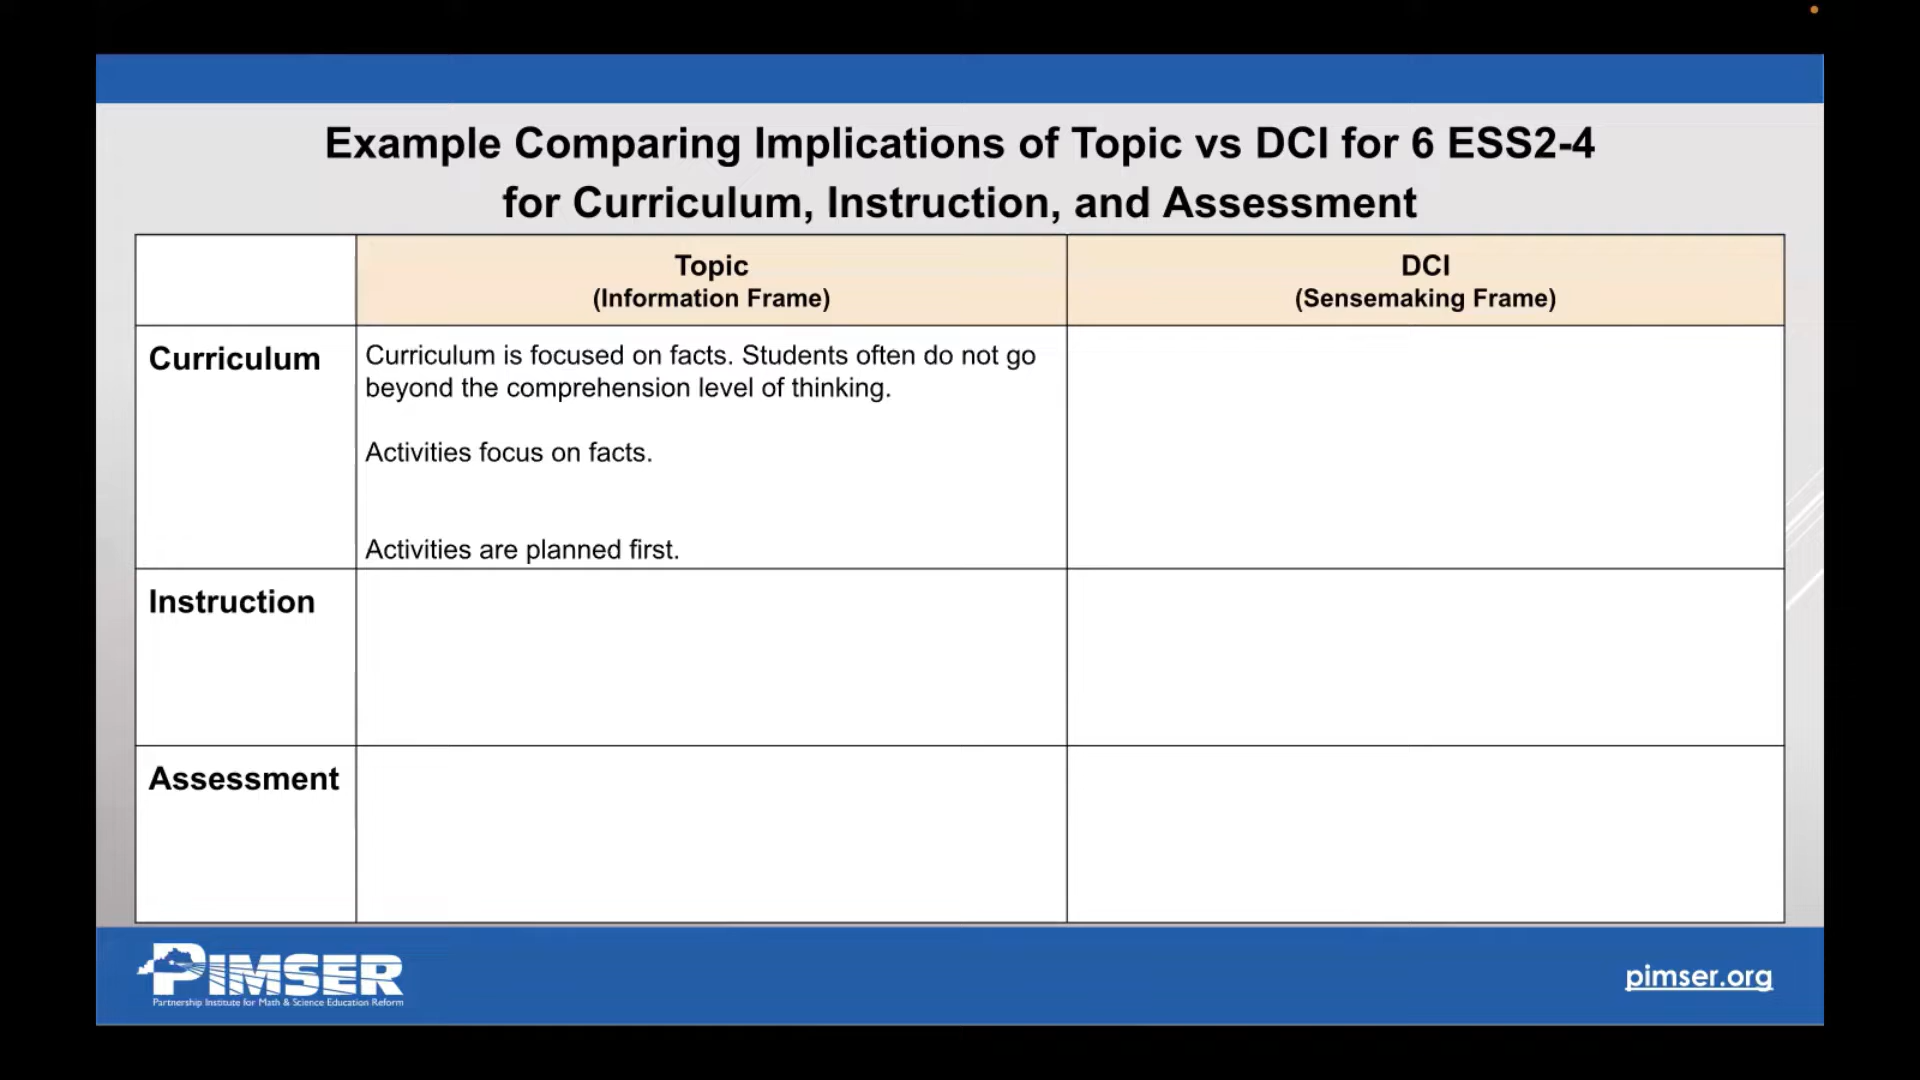 Example Comparing Implications of Topic vs DCI for 6 ESS2-4
for Curriculum, Instruction, and Assessment
Topic
(Information Frame)
DCI
(Sensemaking Frame)
Curriculum
Curriculum is focused on facts. Students often do not go
beyond the comprehension level of thinking.
Activities focus on facts.
Activities are planned first.
Instruction
Assessment
PIMSER
Partnership Institute for Math & Science Education Reform
pimser.org